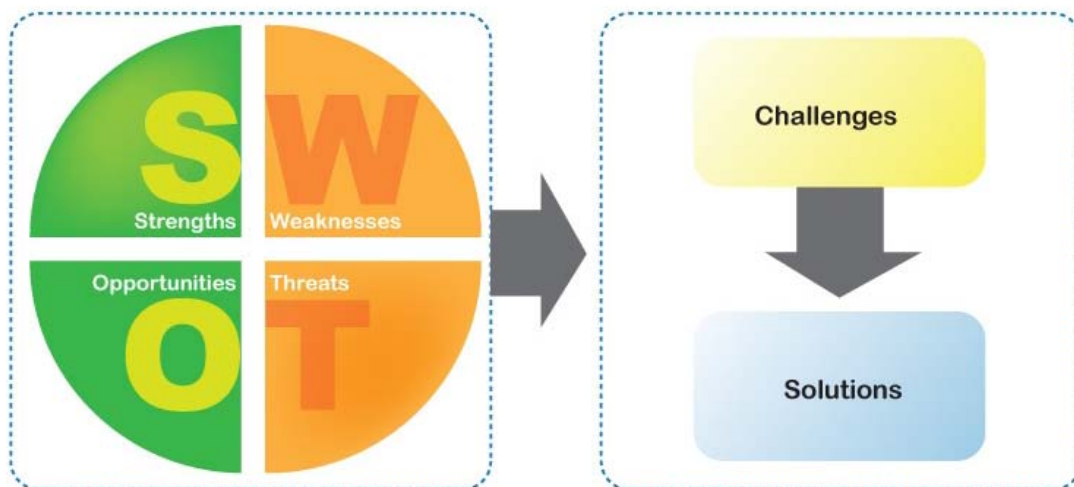 S W
Strengths Weaknesses
Opportunities Threats
O T
Challenges
Solutions